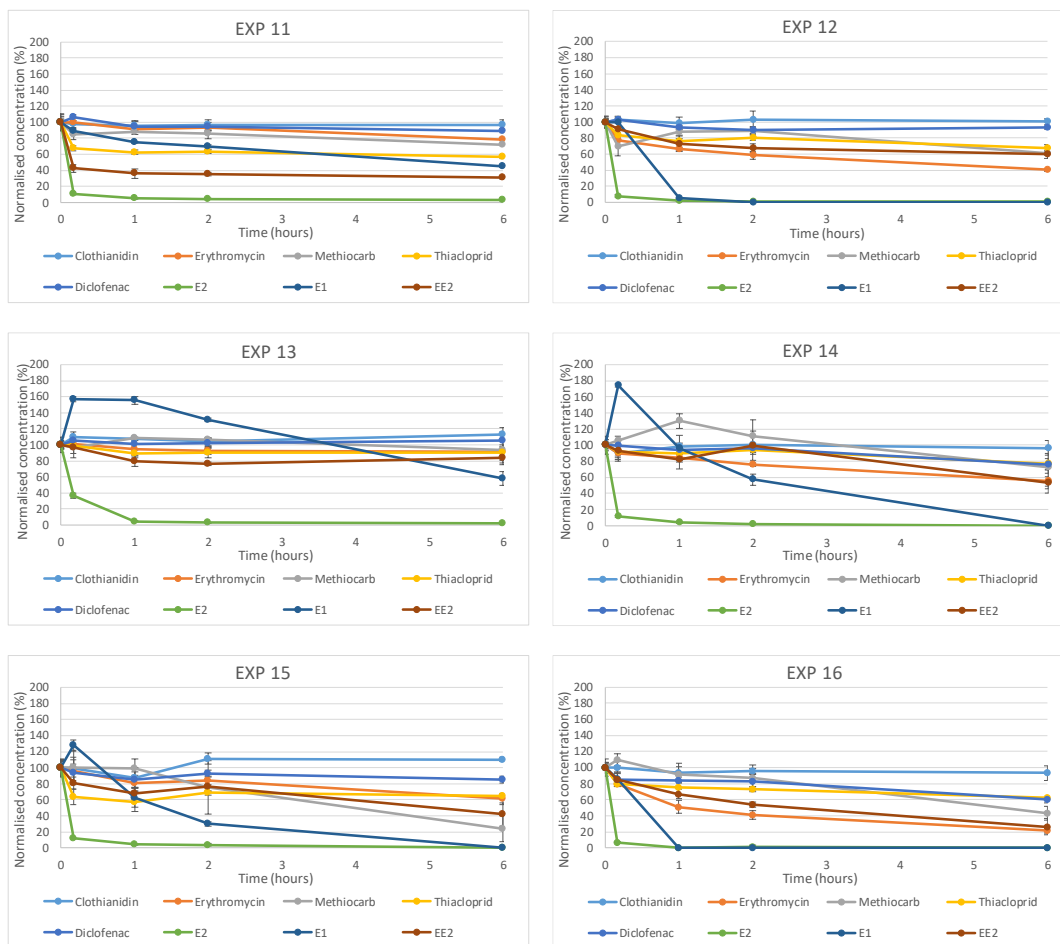 EXP 11
Normalised concentration (%)
200
180
160
140
120
100
80
60
40
20
0
0 1 2 3 4 5 6
Time (hours)
Clothianidin Erythromycin Methiocarb Thiacloprid
Diclofenac E2 E1 EE2
EXP 12
Normalised concentration (%)
200
180
160
140
120
100
80
60
40
20
0
0 1 2 3 4 5 6
Time (hours)
Clothianidin Erythromycin Methiocarb Thiacloprid
Diclofenac E2 E1 EE2
EXP 13
Normalised concentration (%)
200
180
160
140
120
100
80
60
40
20
0
0 1 2 3 4 5 6
Time (hours)
Clothianidin Erythromycin Methiocarb Thiacloprid
Diclofenac E2 E1 EE2
EXP 14
Normalised concentration (%)
200
180
160
140
120
100
80
60
40
20
0
0 1 2 3 4 5 6
Time (hours)
Clothianidin Erythromycin Methiocarb Thiacloprid
Diclofenac E2 E1 EE2
EXP 15
Normalised concentration (%)
200
180
160
140
120
100
80
60
40
20
0
0 1 2 3 4 5 6
Time (hours)
Clothianidin Erythromycin Methiocarb Thiacloprid
Diclofenac E2 E1 EE2
EXP 16
Normalised concentration (%)
200
180
160
140
120
100
80
60
40
20
0
0 1 2 3 4 5 6
Time (hours)
Clothianidin Erythromycin Methiocarb Thiacloprid
Diclofenac E2 E1 EE2